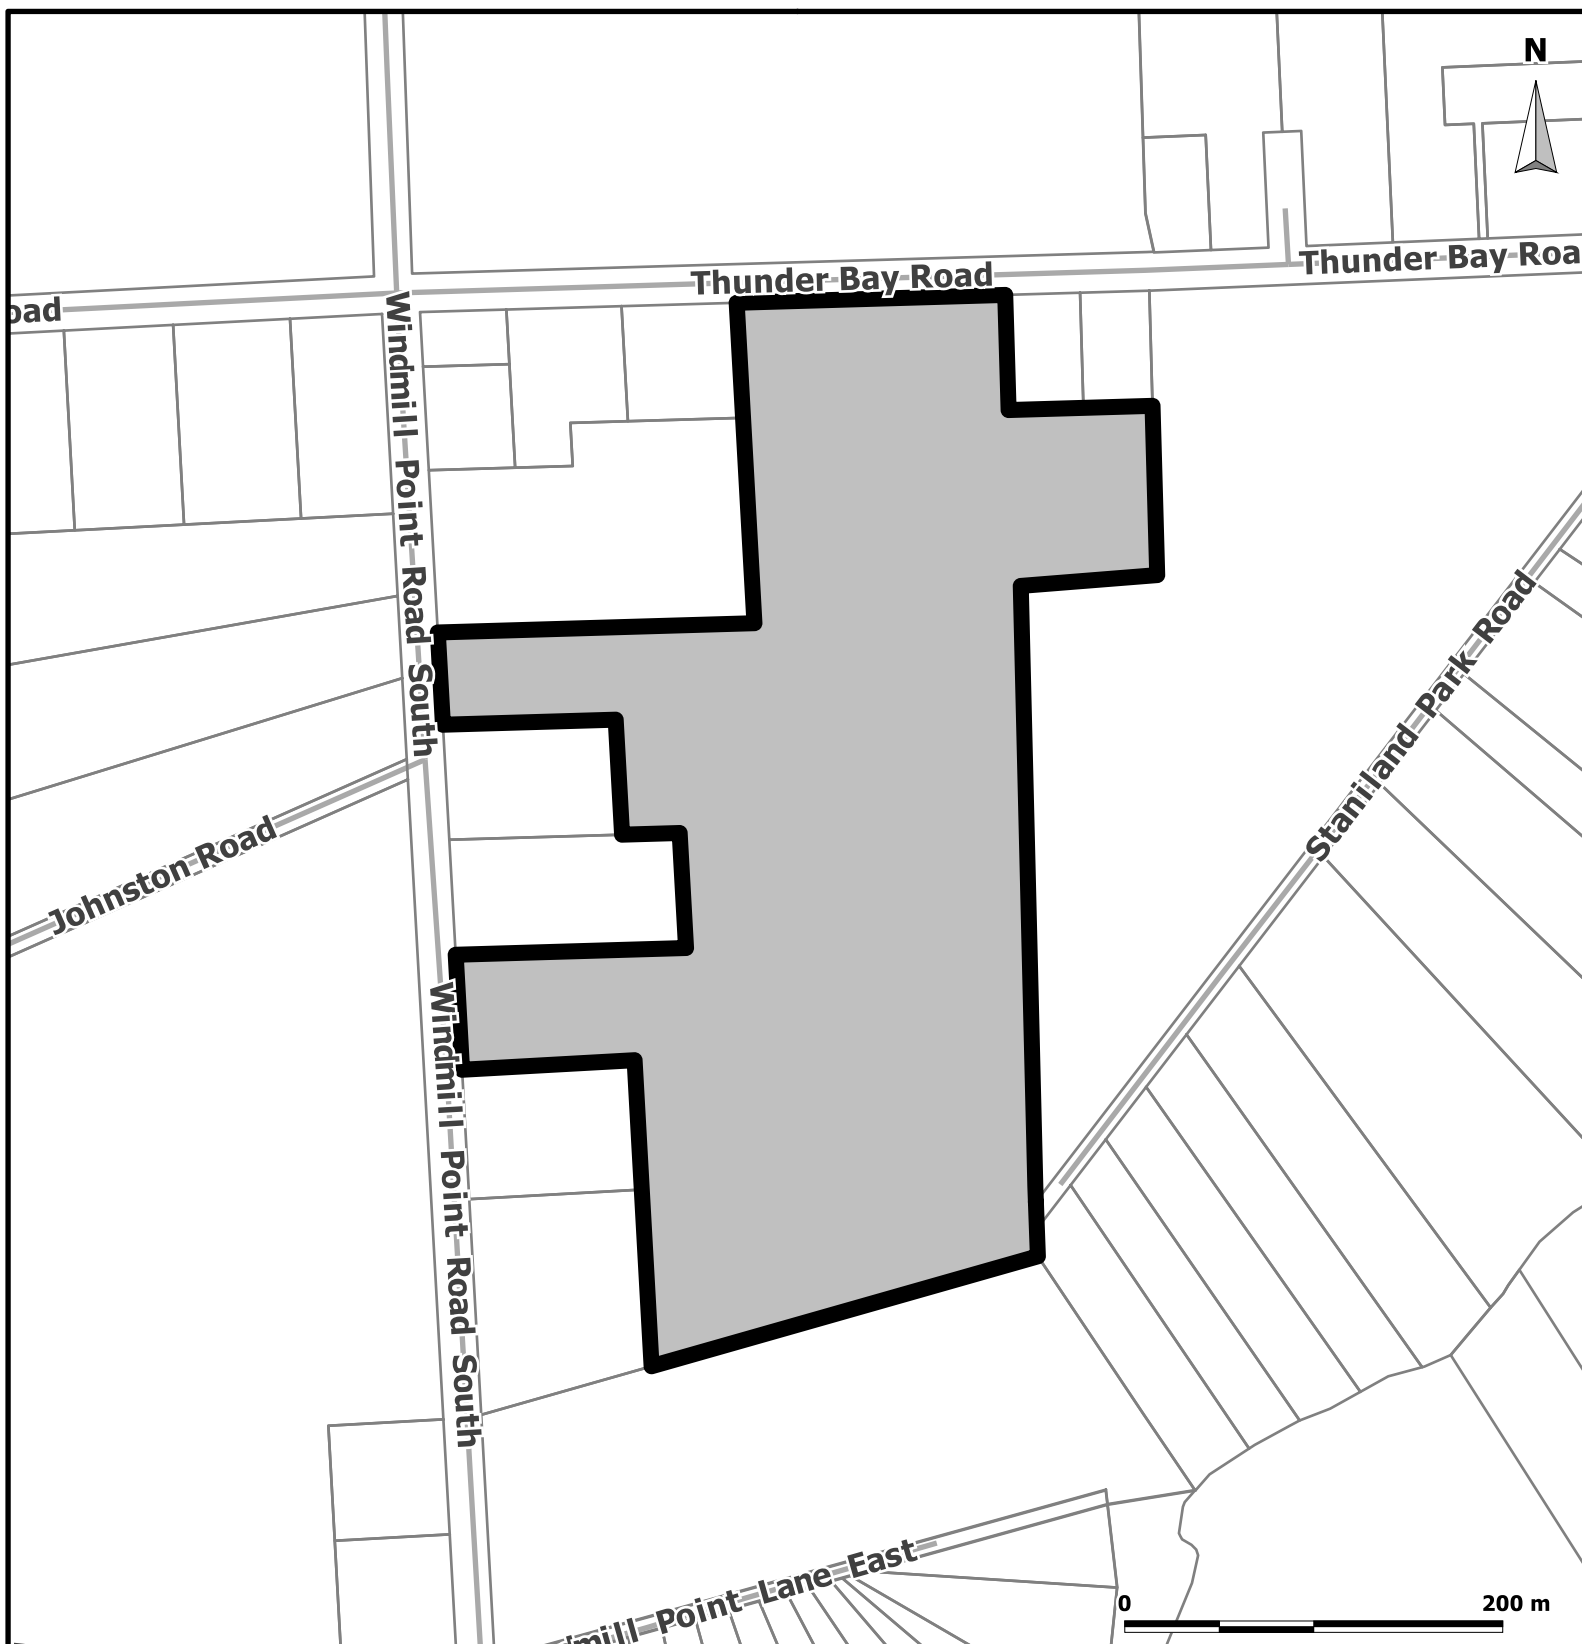 N
Thunder Bay Road
Thunder Bay Roa
oad
Windmill Point Road South
Staniland Park Road
Johnston Road
Windmill Point Road South
mill Point Lane East
0 200 m